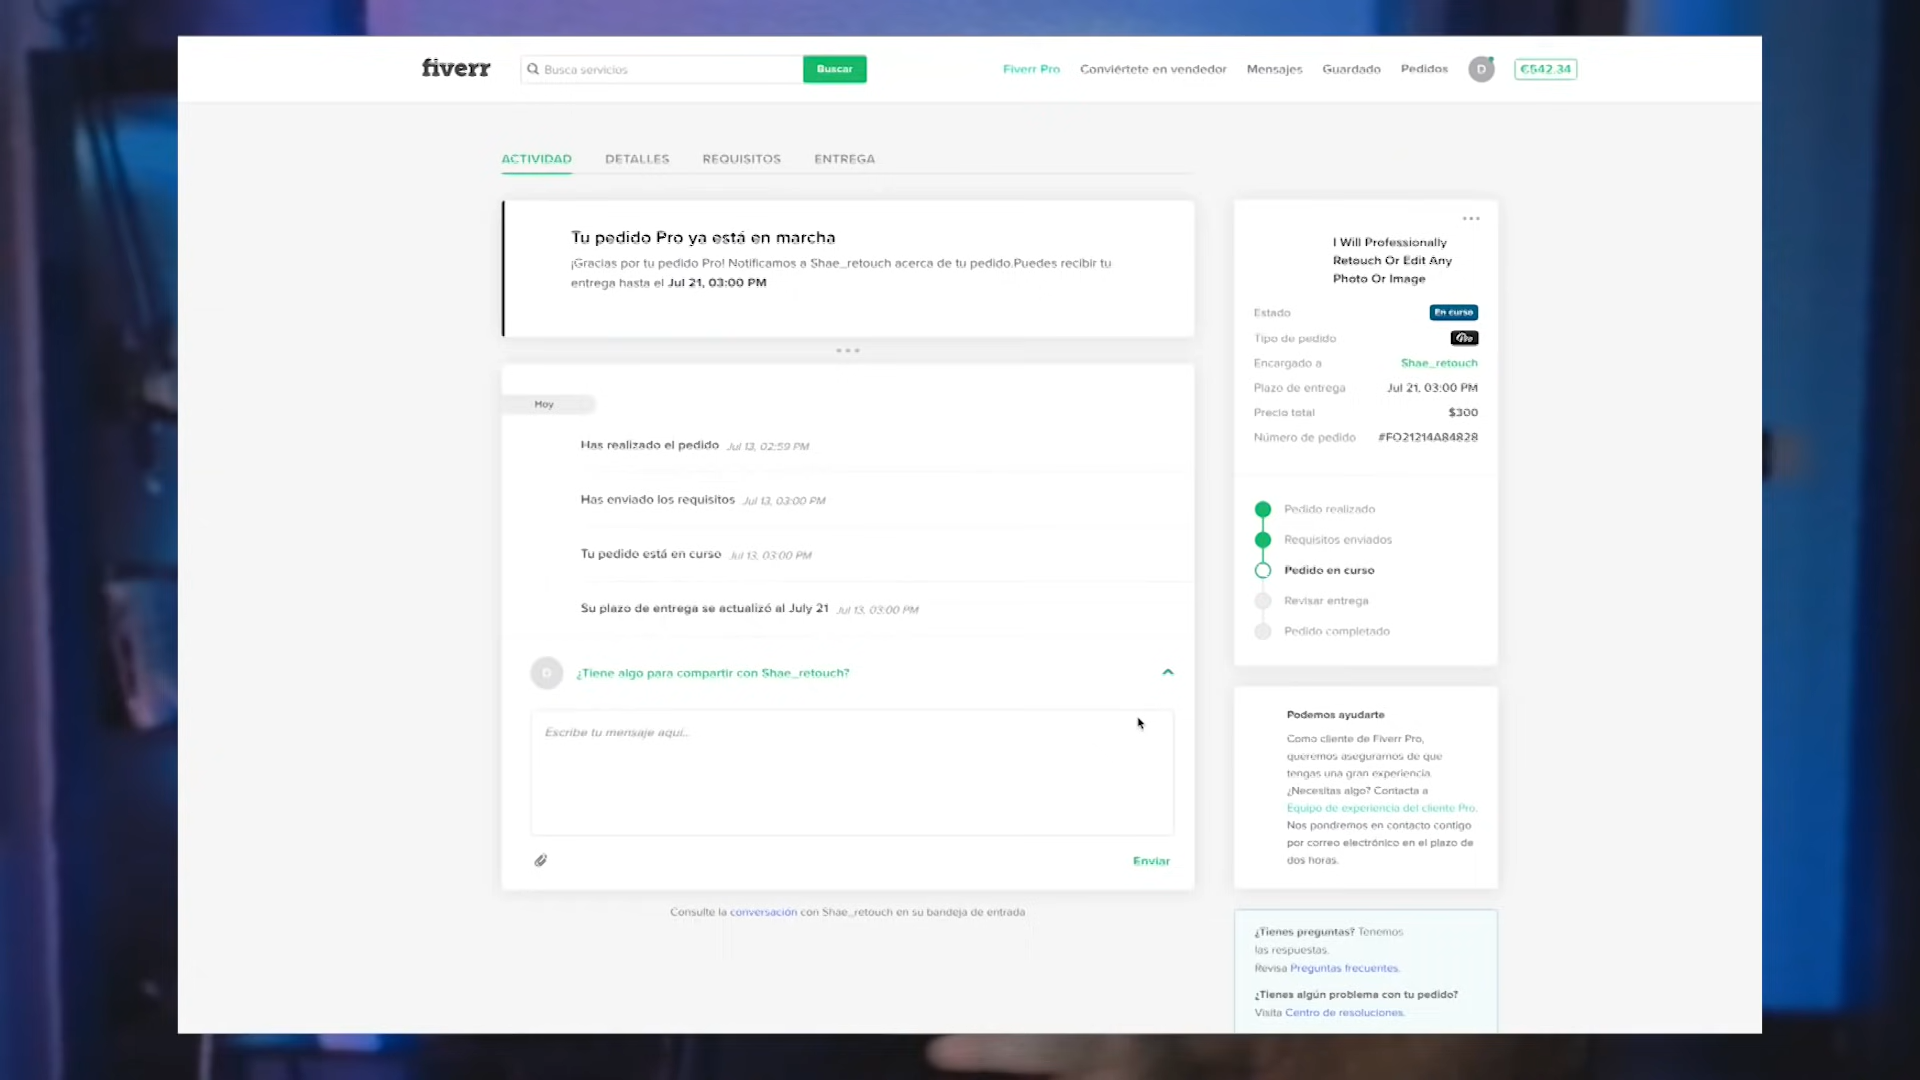 fiverr
Busca servicios
Buscar
Fiverr Pro
Conviértete en vendedor
Mensajes
Guardado
Pedidos
D
€542.34
ACTIVIDAD
DETALLES
REQUISITOS
ENTREGA
Tu pedido Pro ya está en marcha
¡Gracias por tu pedido Pro! Notificamos a Shae_retouch acerca de tu pedido.Puedes recibir tu
entrega hasta el Jul 21, 03:00 PM
Hoy
Has realizado el pedido Jul 13, 02:59 PM
Has enviado los requisitos Jul 13, 03:00 PM
Tu pedido está en curso Jul 13, 03:00 PM
Su plazo de entrega se actualizó al July 21 Jul 13, 03:00 PM
D
¿Tiene algo para compartir con Shae_retouch?
Escribe tu mensaje aquí...
Enviar
Consulte la conversación con Shae_retouch en su bandeja de entrada
I Will Professionally
Retouch Or Edit Any
Photo Or Image
Estado En curso
Tipo de pedido Pro
Encargado a Shae_retouch
Plazo de entrega Jul 21, 03:00 PM
Precio total $300
Número de pedido #FO21214A84828
Pedido realizado
Requisitos enviados
Pedido en curso
Revisar entrega
Pedido completado
Podemos ayudarte
Como cliente de Fiverr Pro,
queremos asegurarnos de que
tengas una gran experiencia.
¿Necesitas algo? Contacta a
Equipo de experiencia del cliente Pro.
Nos pondremos en contacto contigo
por correo electrónico en el plazo de
dos horas.
¿Tienes preguntas? Tenemos
las respuestas.
Revisa Preguntas frecuentes.
¿Tienes algún problema con tu pedido?
Visita Centro de resoluciones.